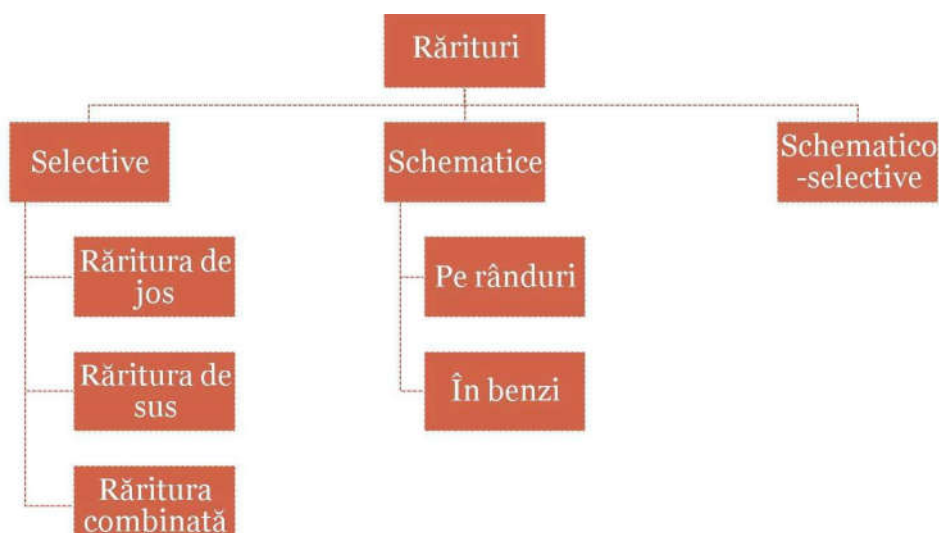 Rărituri
Selective
Schematice
Schematico
-selective
Răritura de
jos
Pe rânduri
Răritura de
sus
În benzi
Răritura
combinată